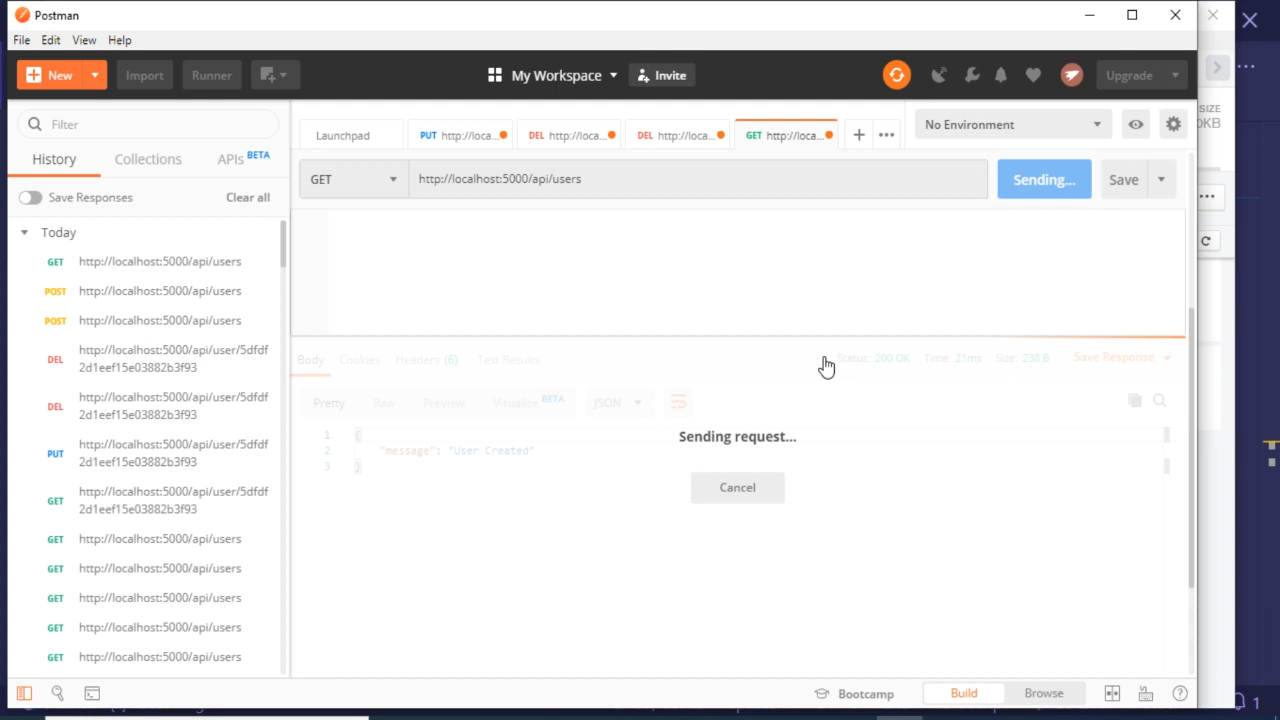 Postman
File Edit View Help
New Import Runner My Workspace Invite Upgrade
SIZE
0KB
Filter
Launchpad PUT http://loca... DEL http://loca... DEL http://loca... GET http://loca... + ••• No Environment
History Collections APIs BETA
GET http://localhost:5000/api/users Sending... Save
Save Responses Clear all
Today
GET http://localhost:5000/api/users
POST http://localhost:5000/api/users
POST http://localhost:5000/api/users
DEL http://localhost:5000/api/user/5dfdf
2d1eef15e03882b3f93
DEL http://localhost:5000/api/user/5dfdf
2d1eef15e03882b3f93
PUT http://localhost:5000/api/user/5dfdf
2d1eef15e03882b3f93
GET http://localhost:5000/api/user/5dfdf
2d1eef15e03882b3f93
GET http://localhost:5000/api/users
GET http://localhost:5000/api/users
GET http://localhost:5000/api/users
GET http://localhost:5000/api/users
GET http://localhost:5000/api/users
Body Cookies Headers (6) Test Results Status: 200 OK Time: 21ms Size: 238 B Save Response
Pretty Raw Preview Visualize BETA JSON
1 {
2 "message": "User Created"
3 }
Sending request...
Cancel
Bootcamp Build Browse
1